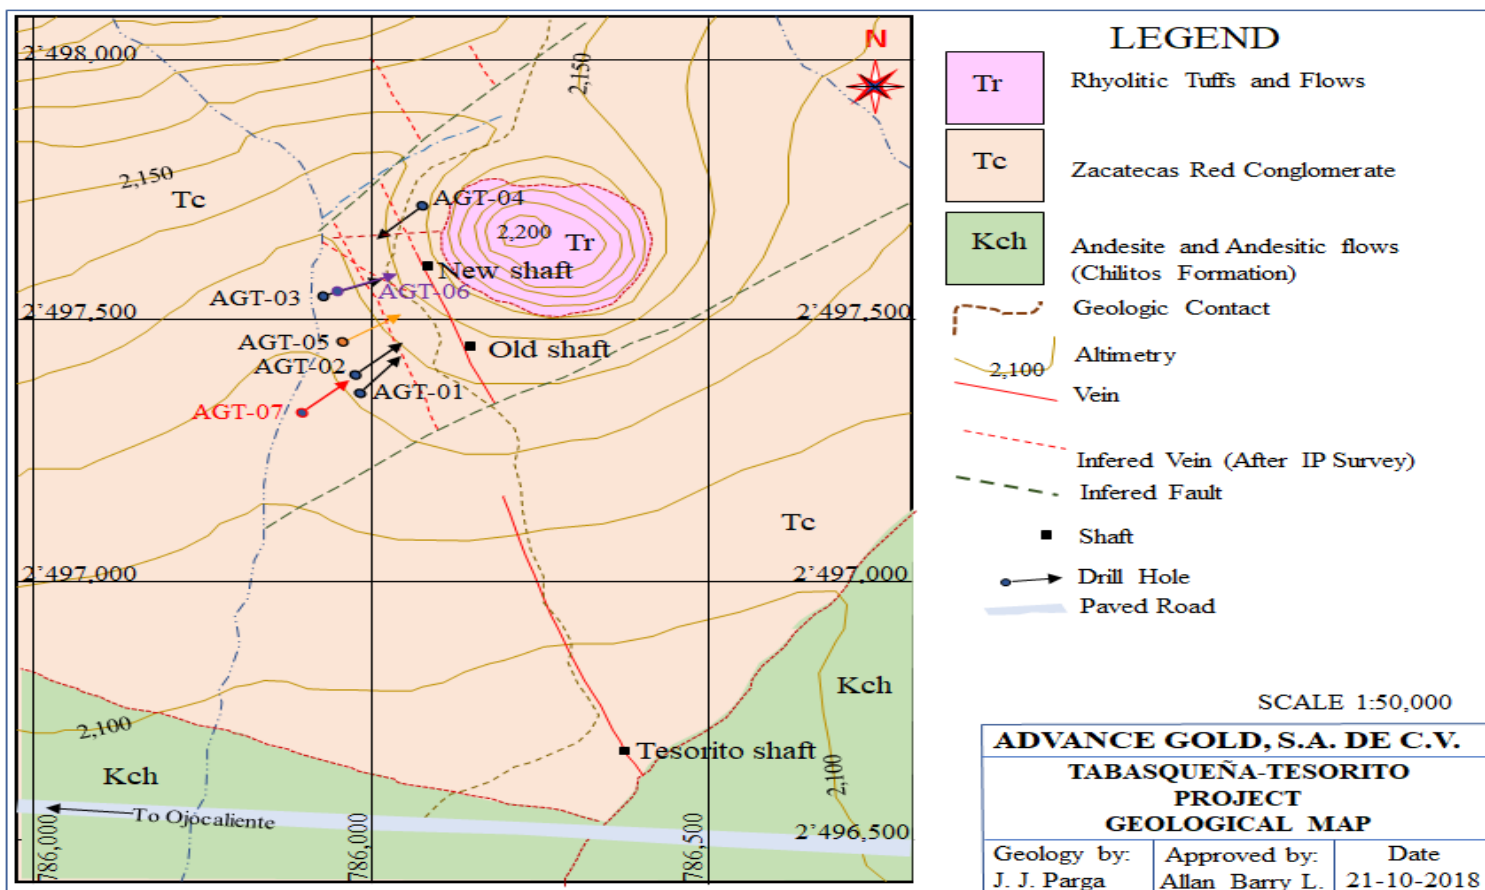 2'498,000
2,150
N
2,150
Tc
AGT-04
2,200
Tr
New shaft
AGT-03
AGT-06
2'497,500
2'497,500
AGT-05
Old shaft
AGT-02
AGT-01
AGT-07
Tc
2'497,000
2'497,000
Kch
2,100
Tesorito shaft
2,100
Kch
To Ojocaliente
2'496,500
786,000
786,000
786,500
LEGEND
Tr
Rhyolitic Tuffs and Flows
Tc
Zacatecas Red Conglomerate
Kch
Andesite and Andesitic flows
(Chilitos Formation)
Geologic Contact
Altimetry
2,100
Vein
Infered Vein (After IP Survey)
Infered Fault
Shaft
Drill Hole
Paved Road
SCALE 1:50,000
ADVANCE GOLD, S.A. DE C.V.
TABASQUEÑA-TESORITO
PROJECT
GEOLOGICAL MAP
Geology by:
J. J. Parga
Approved by:
Allan Barry L.
Date
21-10-2018